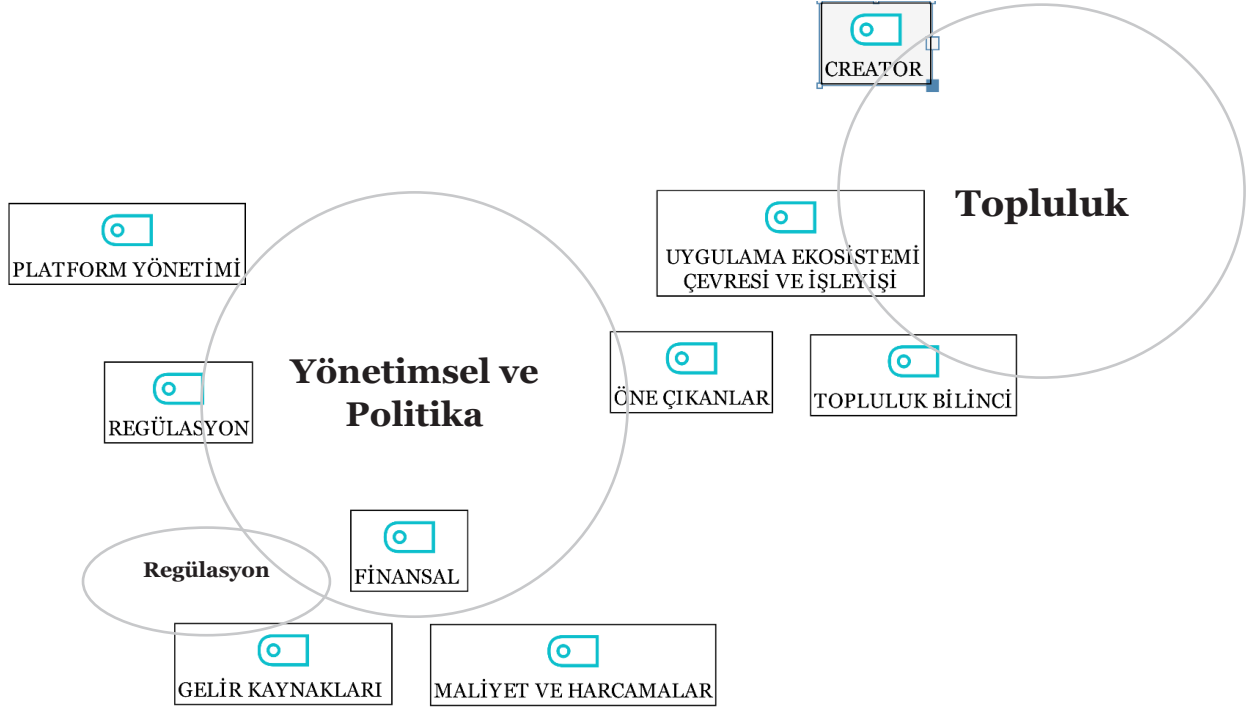 CREATOR
Topluluk
PLATFORM YÖNETİMİ
UYGULAMA EKOSİSTEMİ
ÇEVRESİ VE İŞLEYİŞİ
Yönetimsel ve
Politika
ÖNE ÇIKANLAR
TOPLULUK BİLİNCİ
REGÜLASYON
Regülasyon
FİNANSAL
GELİR KAYNAKLARI
MALİYET VE HARCAMALAR